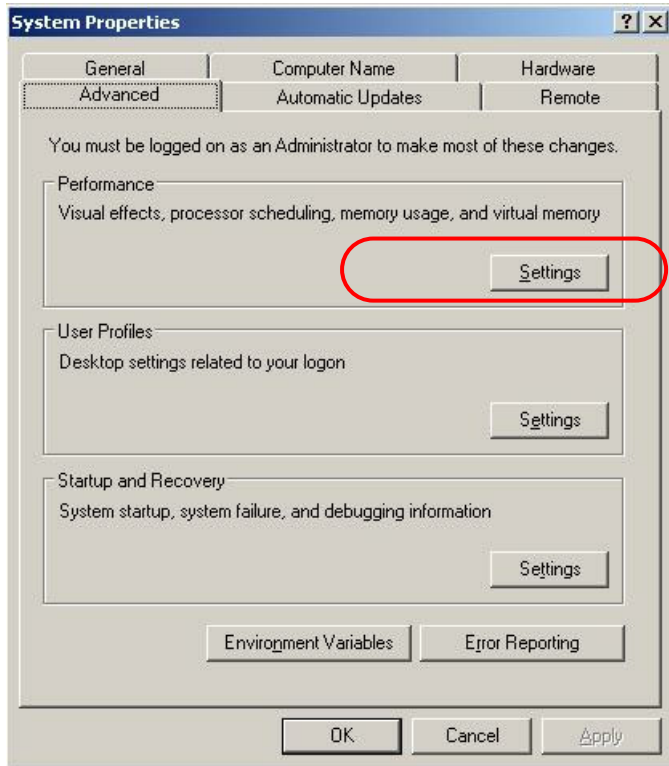 System Properties
General Computer Name Hardware
Advanced Automatic Updates Remote
You must be logged on as an Administrator to make most of these changes.
Performance
Visual effects, processor scheduling, memory usage, and virtual memory
Settings
User Profiles
Desktop settings related to your logon
Settings
Startup and Recovery
System startup, system failure, and debugging information
Settings
Environment Variables Error Reporting
OK Cancel Apply